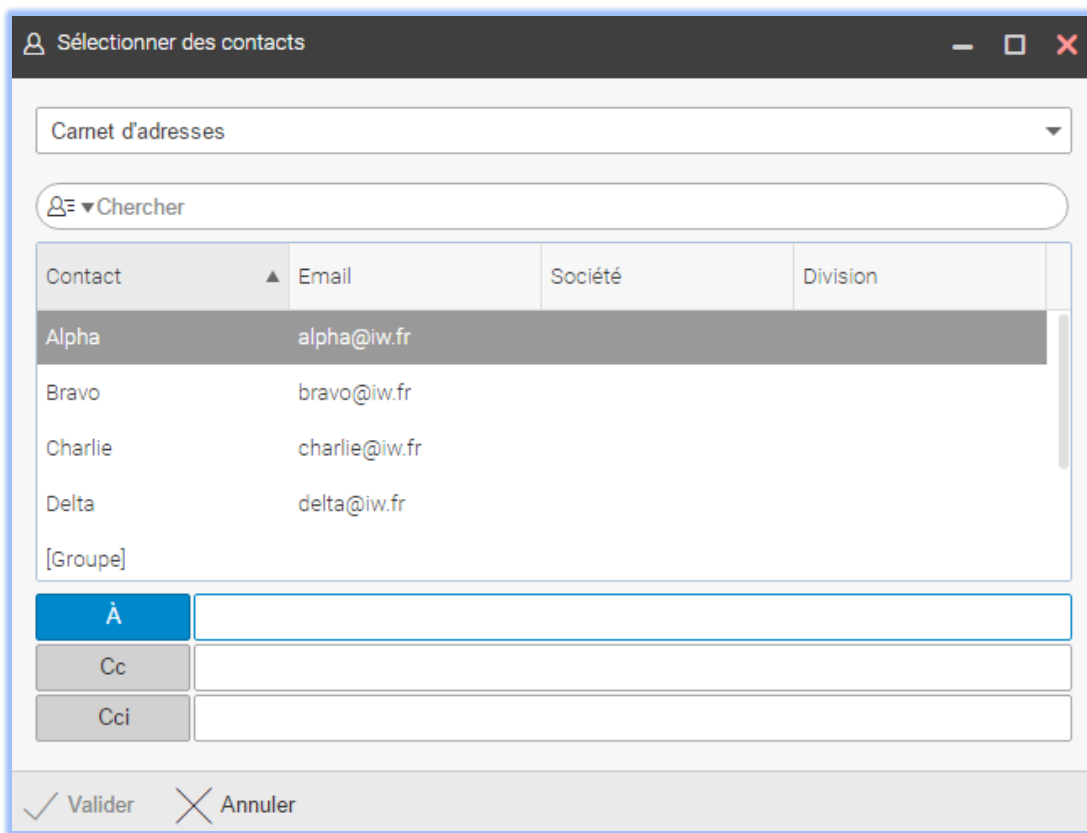 Sélectionner des contacts
Carnet d'adresses
Chercher
Contact Email Société Division
Alpha alpha@iw.fr
Bravo bravo@iw.fr
Charlie charlie@iw.fr
Delta delta@iw.fr
[Groupe]
À
Cc
Cci
Valider Annuler